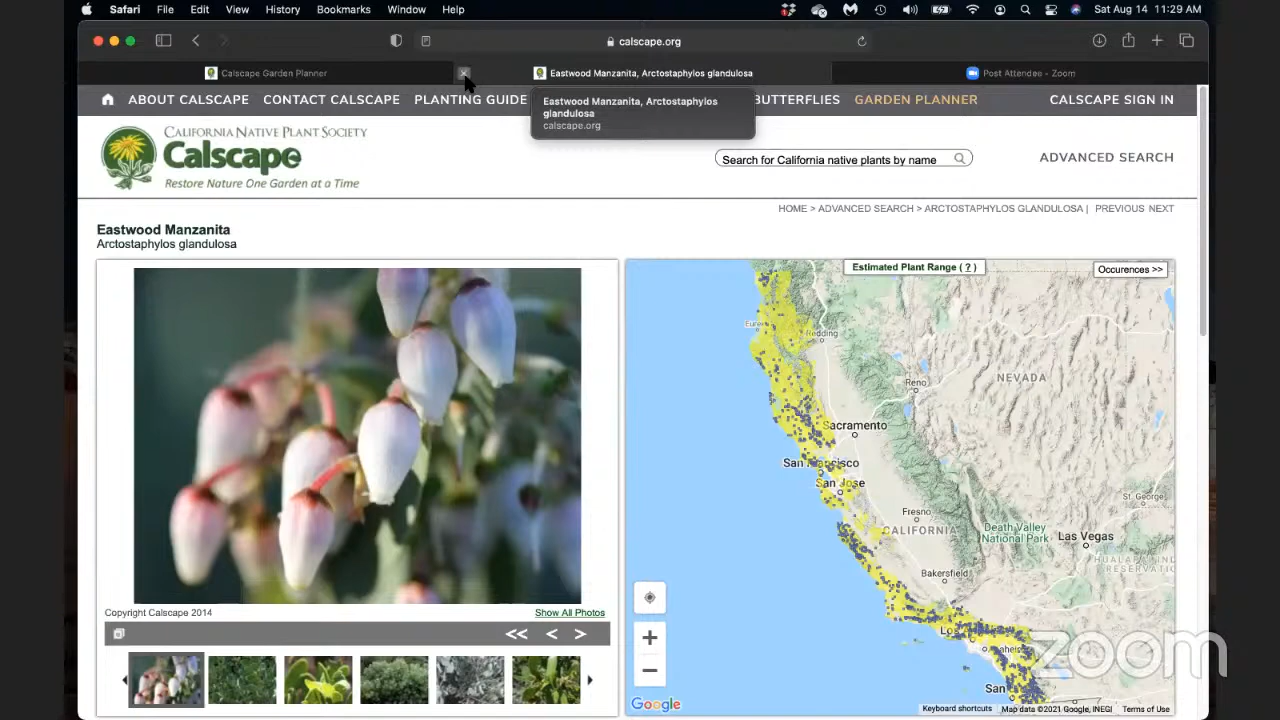 Safari File Edit View History Bookmarks Window Help Sat Aug 14 11:29 AM
calscape.org
Calscape Garden Planner Eastwood Manzanita, Arctostaphylos glandulosa Post Attendee - Zoom
ABOUT CALSCAPE CONTACT CALSCAPE PLANTING GUIDE BUTTERFLIES GARDEN PLANNER CALSCAPE SIGN IN
Eastwood Manzanita, Arctostaphylos
glandulosa
calscape.org
CALIFORNIA NATIVE PLANT SOCIETY
Calscape
Restore Nature One Garden at a Time
Search for California native plants by name
ADVANCED SEARCH
HOME > ADVANCED SEARCH > ARCTOSTAPHYLOS GLANDULOSA | PREVIOUS NEXT
Eastwood Manzanita
Arctostaphylos glandulosa
Estimated Plant Range ( ? )
Occurences >>
Redding
Reno
NEVADA
Sacramento
San Francisco
San Jose
St. George
Fresno
CALIFORNIA
Death Valley
National Park
Las Vegas
Bakersfield
San
Copyright Calscape 2014
Show All Photos
<< < >
+
−
Google
Keyboard shortcuts Map data ©2021 Google, INEGI Terms of Use
zoom